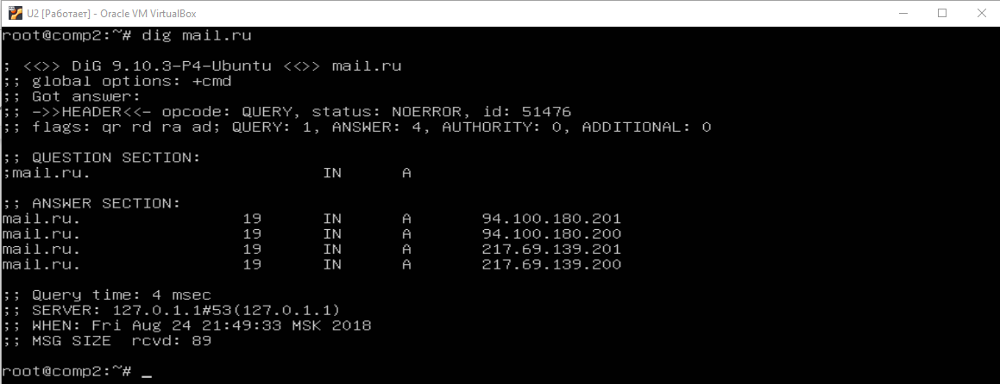 U2 [Работает] - Oracle VM VirtualBox
root@comp2:~# dig mail.ru
; <<>> DiG 9.10.3-P4-Ubuntu <<>> mail.ru
;; global options: +cmd
;; Got answer:
;; ->>HEADER<<- opcode: QUERY, status: NOERROR, id: 51476
;; flags: qr rd ra ad; QUERY: 1, ANSWER: 4, AUTHORITY: 0, ADDITIONAL: 0
;; QUESTION SECTION:
;mail.ru. IN A
;; ANSWER SECTION:
mail.ru. 19 IN A 94.100.180.201
mail.ru. 19 IN A 94.100.180.200
mail.ru. 19 IN A 217.69.139.201
mail.ru. 19 IN A 217.69.139.200
;; Query time: 4 msec
;; SERVER: 127.0.1.1#53(127.0.1.1)
;; WHEN: Fri Aug 24 21:49:33 MSK 2018
;; MSG SIZE rcvd: 89
root@comp2:~# _